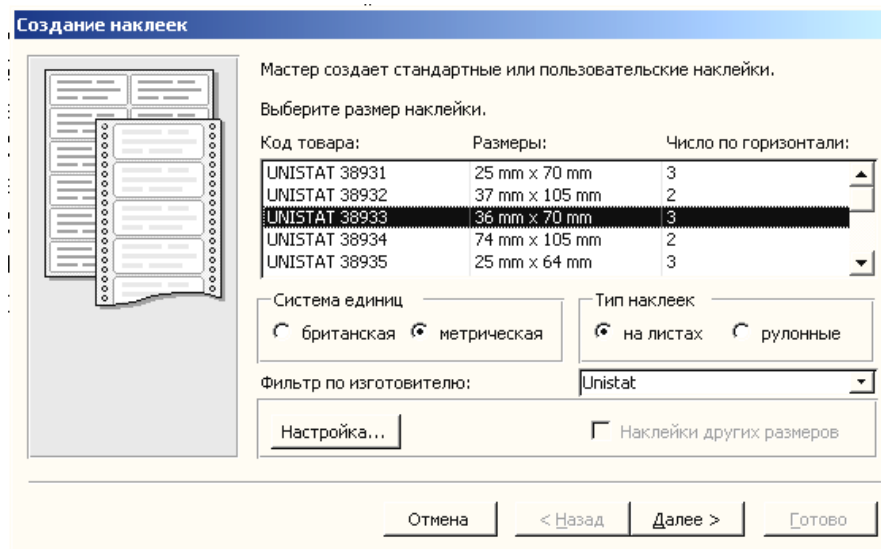 Создание наклеек
Мастер создает стандартные или пользовательские наклейки.
Выберите размер наклейки.
Код товара: Размеры: Число по горизонтали:
UNISTAT 38931 25 mm x 70 mm 3
UNISTAT 38932 37 mm x 105 mm 2
UNISTAT 38933 36 mm x 70 mm 3
UNISTAT 38934 74 mm x 105 mm 2
UNISTAT 38935 25 mm x 64 mm 3
Система единиц Тип наклеек
британская метрическая на листах рулонные
Фильтр по изготовителю: Unistat
Настройка... Наклейки других размеров
Отмена < Назад Далее > Готово